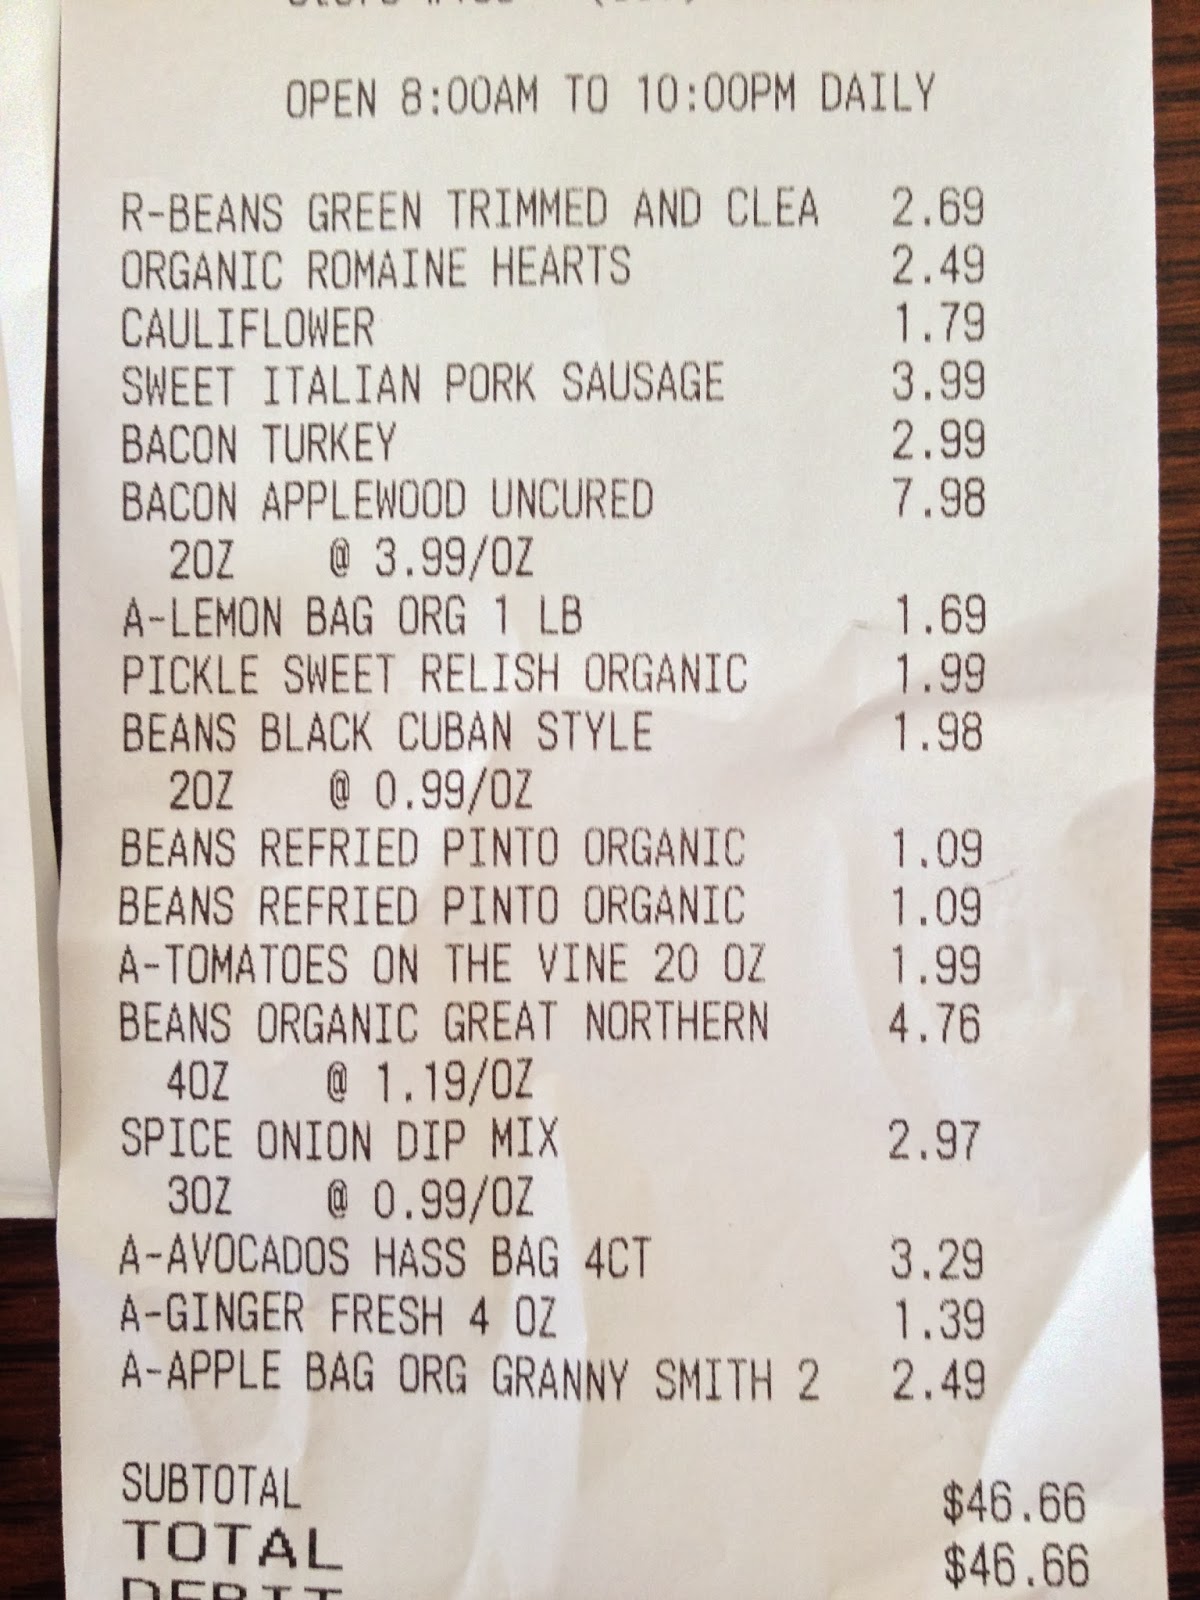 OPEN 8:00AM TO 10:00PM DAILY
R-BEANS GREEN TRIMMED AND CLEA 2.69
ORGANIC ROMAINE HEARTS 2.49
CAULIFLOWER 1.79
SWEET ITALIAN PORK SAUSAGE 3.99
BACON TURKEY 2.99
BACON APPLEWOOD UNCURED 7.98
2OZ @ 3.99/OZ
A-LEMON BAG ORG 1 LB 1.69
PICKLE SWEET RELISH ORGANIC 1.99
BEANS BLACK CUBAN STYLE 1.98
2OZ @ 0.99/OZ
BEANS REFRIED PINTO ORGANIC 1.09
BEANS REFRIED PINTO ORGANIC 1.09
A-TOMATOES ON THE VINE 20 OZ 1.99
BEANS ORGANIC GREAT NORTHERN 4.76
4OZ @ 1.19/OZ
SPICE ONION DIP MIX 2.97
3OZ @ 0.99/OZ
A-AVOCADOS HASS BAG 4CT 3.29
A-GINGER FRESH 4 OZ 1.39
A-APPLE BAG ORG GRANNY SMITH 2 2.49
SUBTOTAL $46.66
TOTAL $46.66
DEBIT